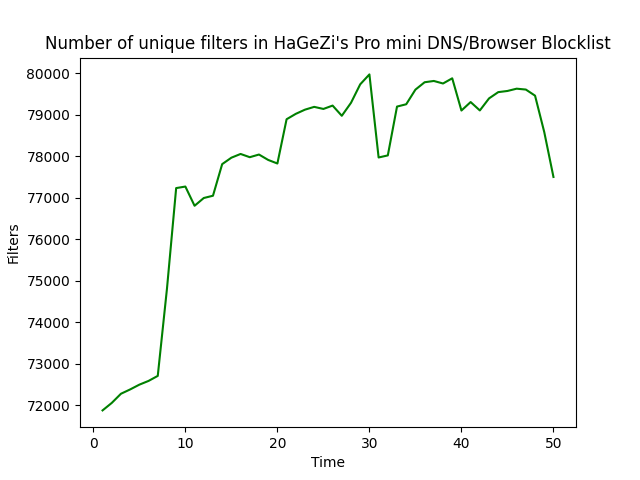 Number of unique filters in HaGeZi's Pro mini DNS/Browser Blocklist
80000
79000
78000
77000
76000
75000
74000
73000
72000
Filters
0 10 20 30 40 50
Time